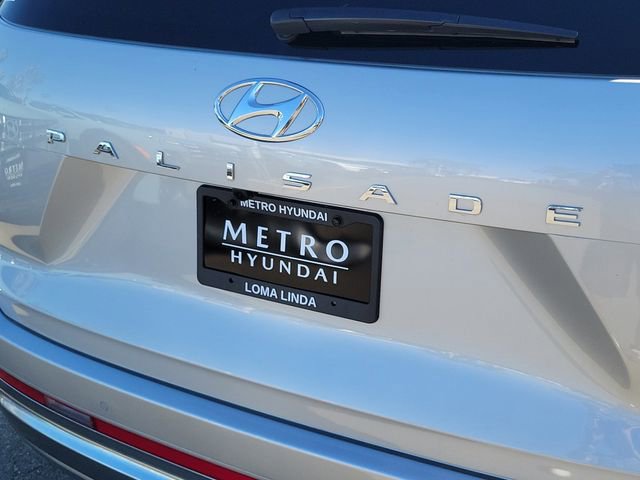 PALISADE
METRO HYUNDAI
METRO
HYUNDAI
LOMA LINDA